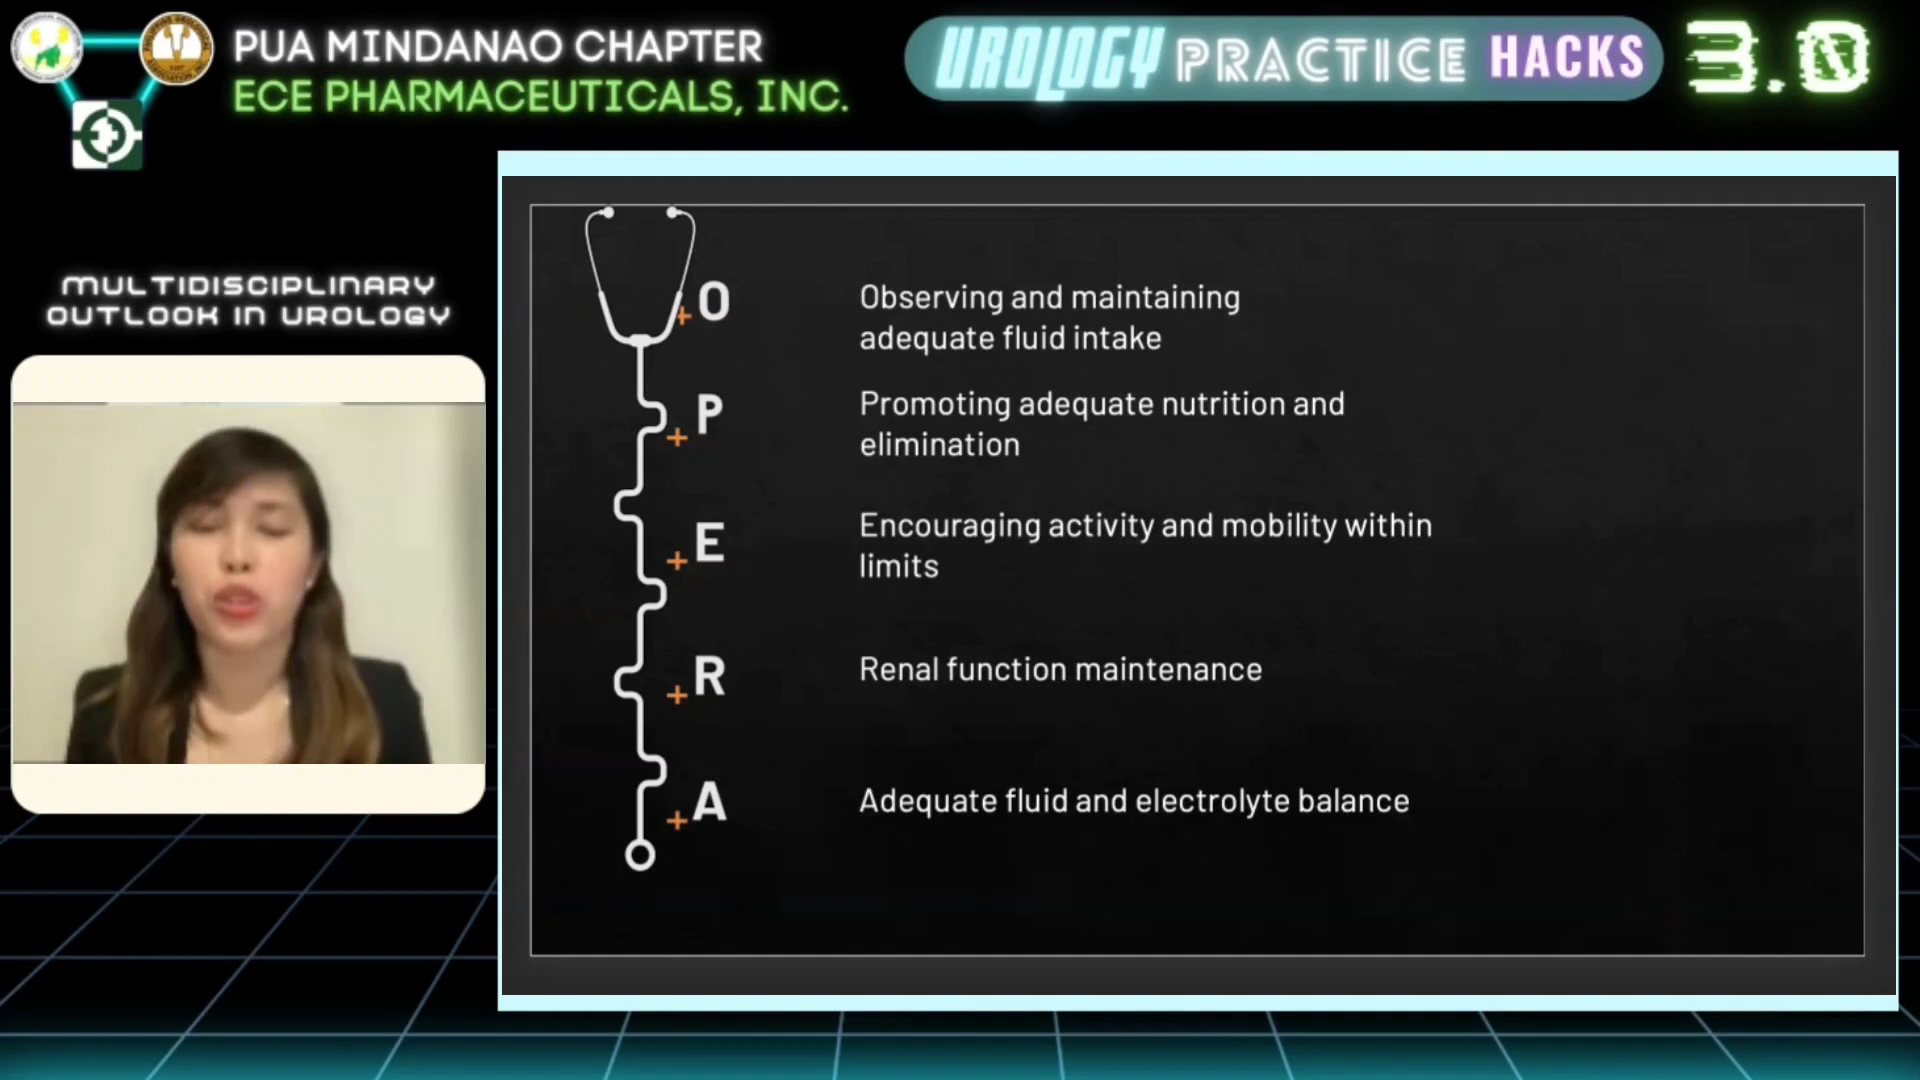 PUA MINDANAO CHAPTER
ECE PHARMACEUTICALS, INC.
UROLOGY PRACTICE HACKS 3.0
MULTIDISCIPLINARY
OUTLOOK IN UROLOGY
O
Observing and maintaining
adequate fluid intake
P
Promoting adequate nutrition and
elimination
E
Encouraging activity and mobility within
limits
R
Renal function maintenance
A
Adequate fluid and electrolyte balance